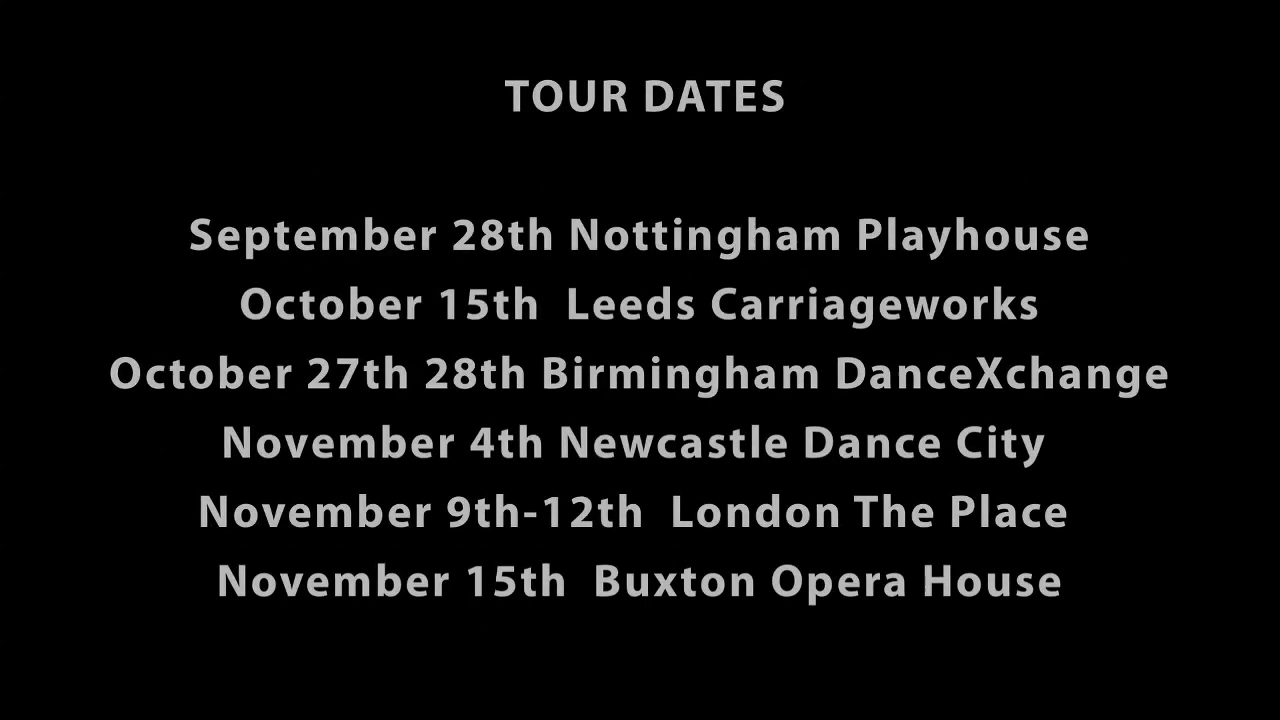 TOUR DATES
September 28th Nottingham Playhouse
October 15th  Leeds Carriageworks
October 27th 28th Birmingham DanceXchange
November 4th Newcastle Dance City
November 9th-12th  London The Place
November 15th  Buxton Opera House